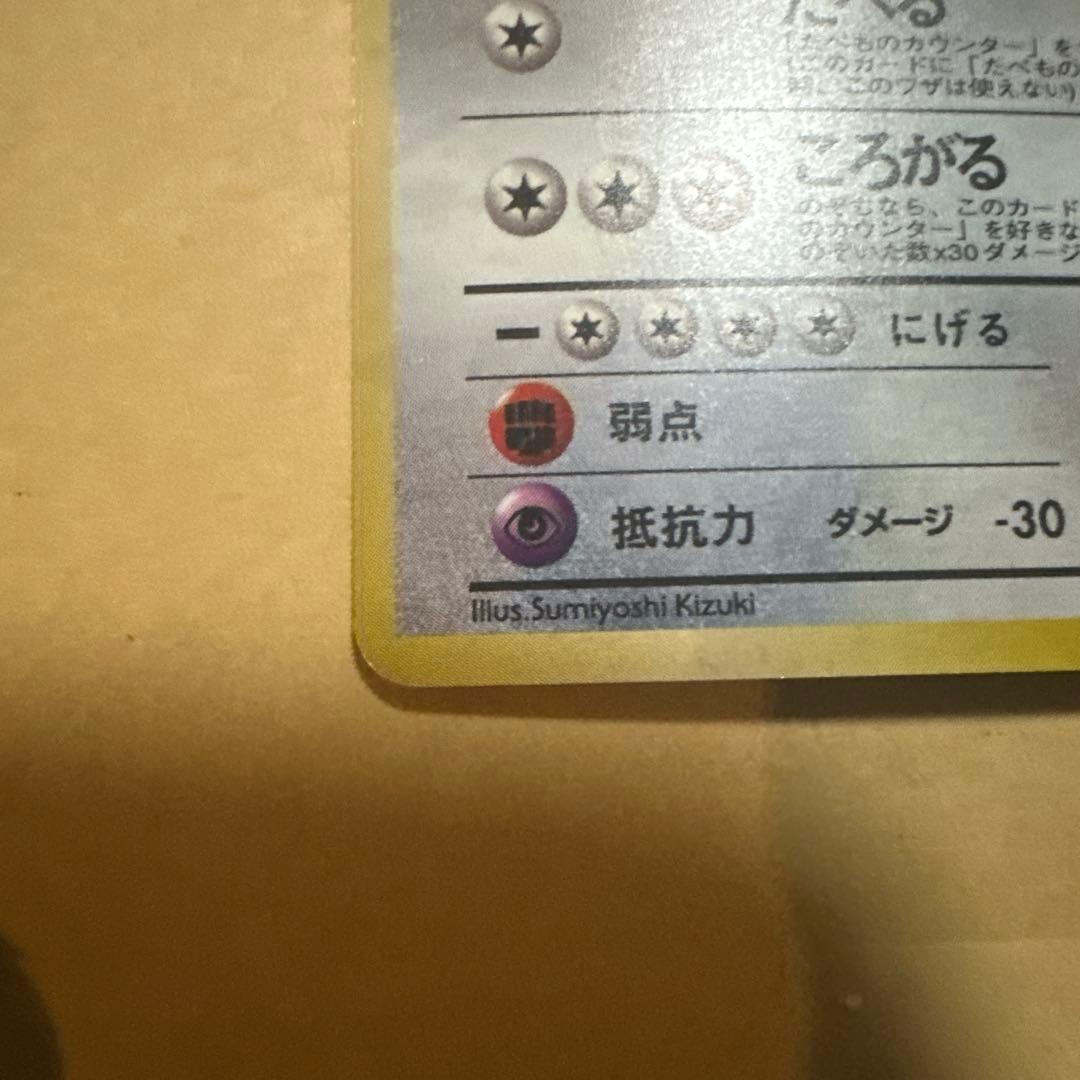 たべる
「たべものカウンター」を
(このカードに「たべもの
このワザは使えない)
ころがる
のぞむなら、このカード
のカウンター」を好きな
のぞいた数x30ダメージ
にげる
弱点
抵抗力 ダメージ -30
Illus.Sumiyoshi Kizuki